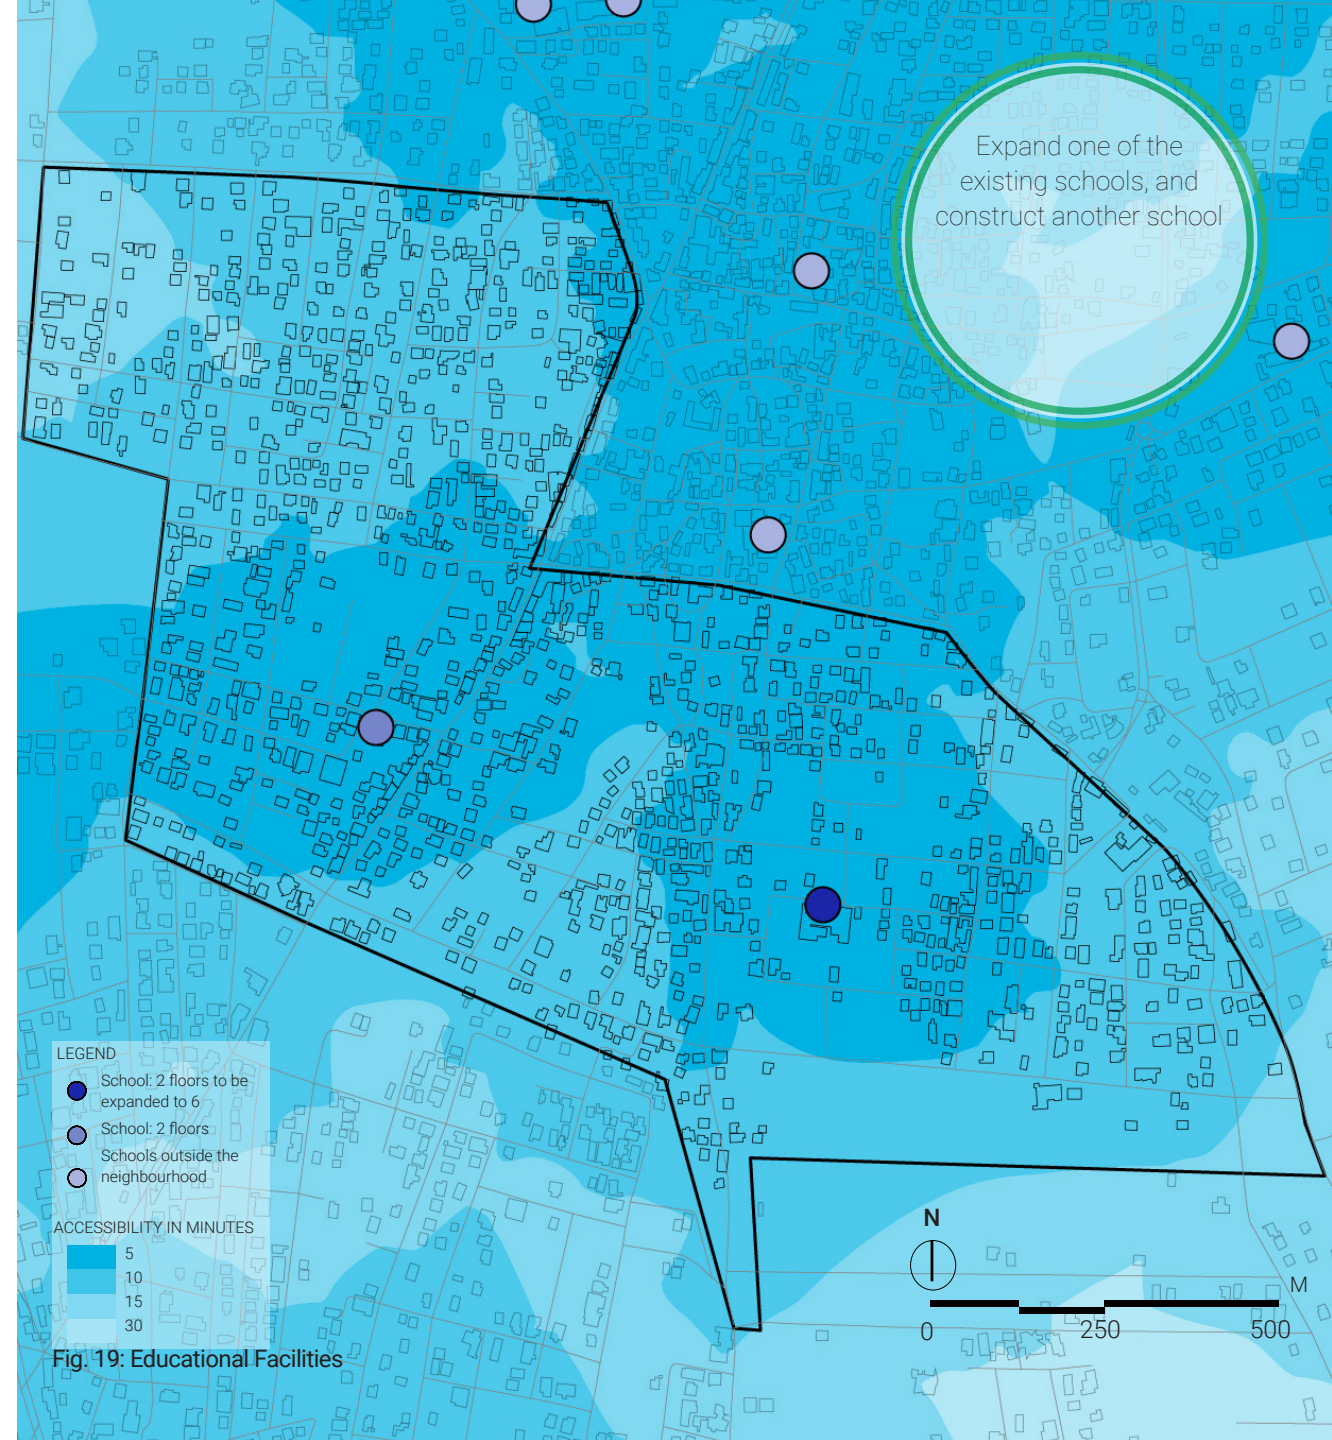 Expand one of the
existing schools, and
construct another school
LEGEND
School: 2 floors to be
expanded to 6
School: 2 floors
Schools outside the
neighbourhood
ACCESSIBILITY IN MINUTES
5
10
15
30
Fig. 19: Educational Facilities
N
M
0
250
500